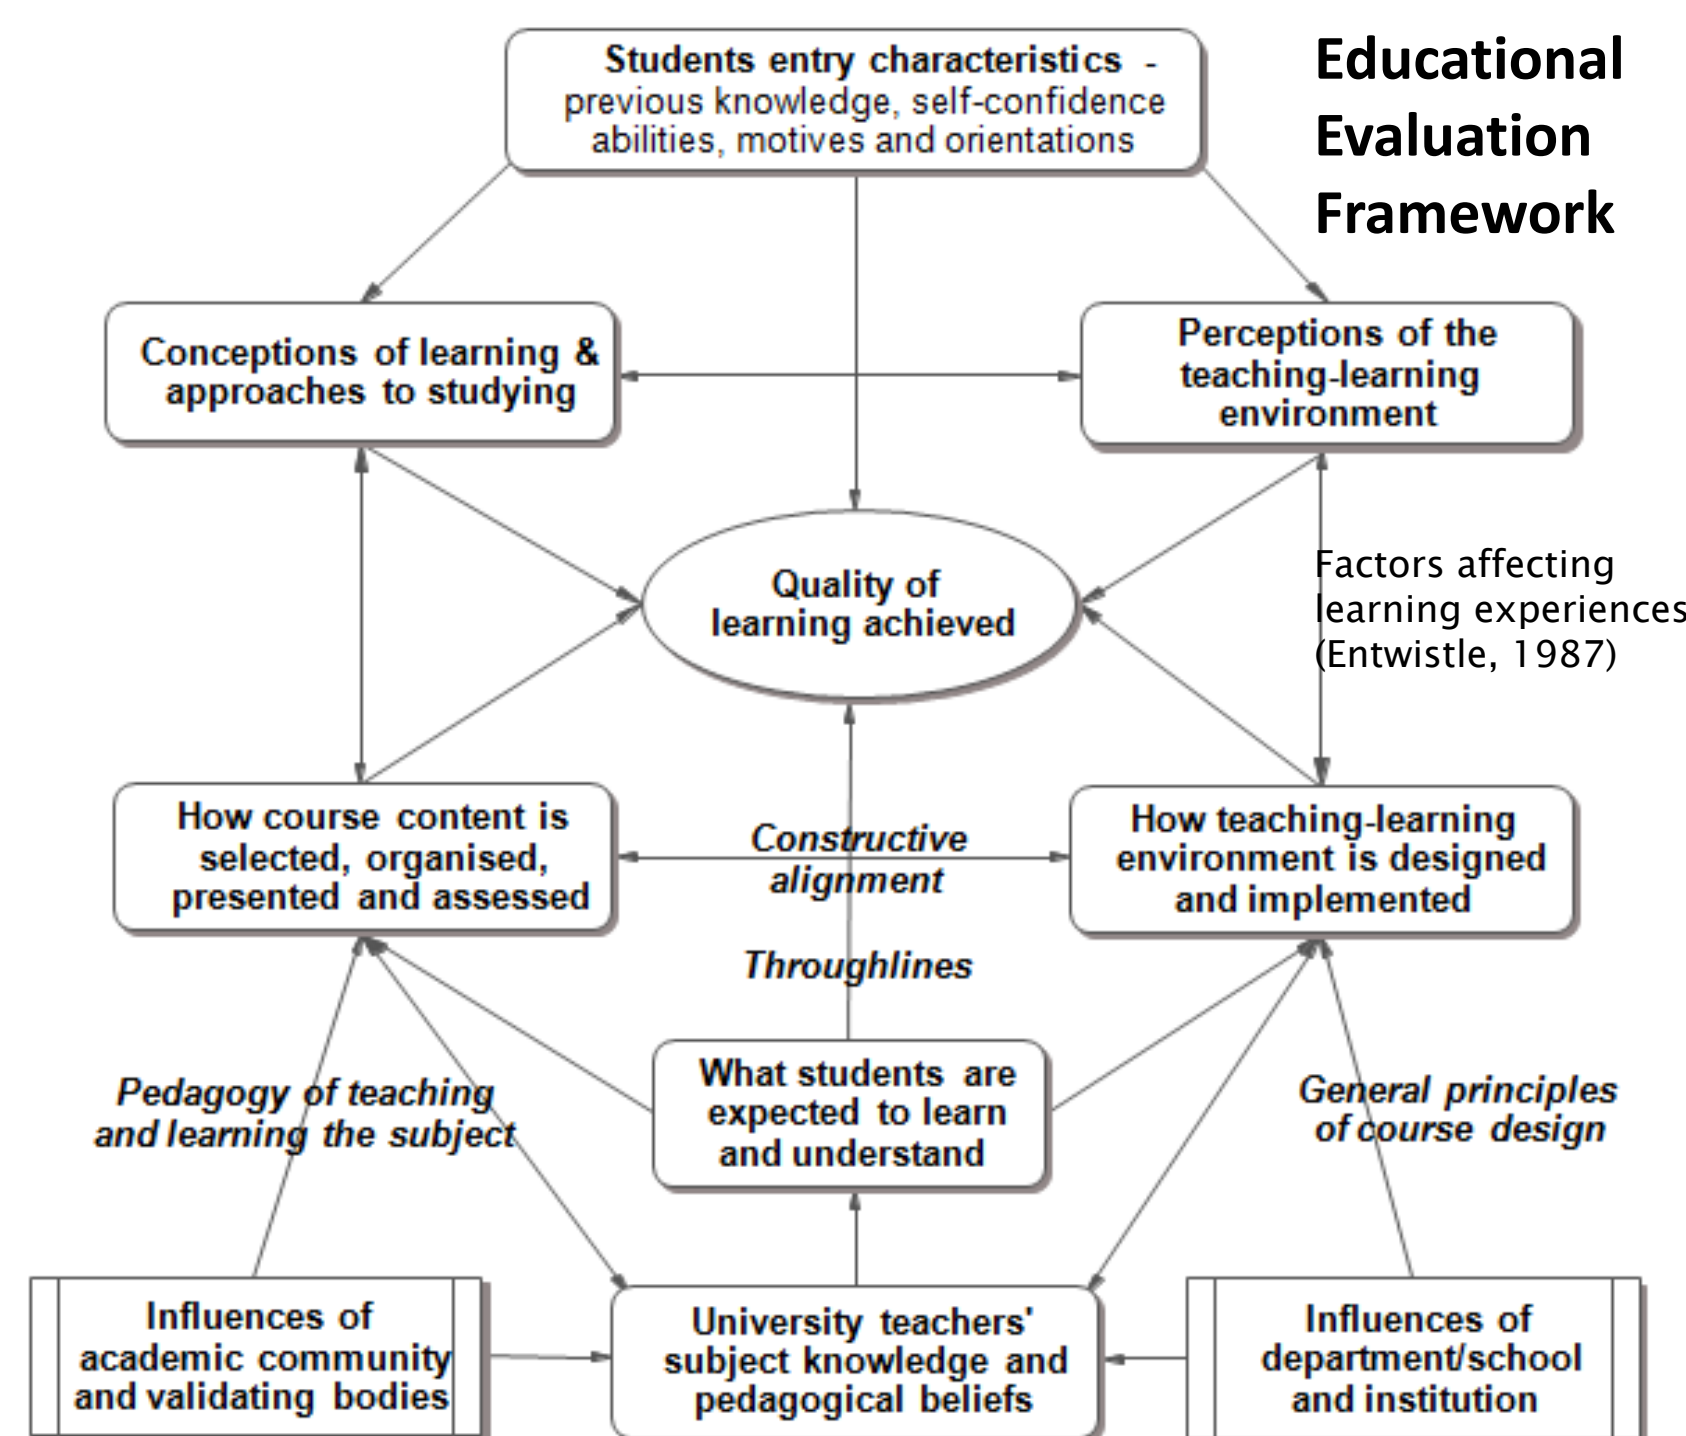 Educational
Evaluation
Framework
Students entry characteristics -
previous knowledge, self-confidence
abilities, motives and orientations
Conceptions of learning &
approaches to studying
Perceptions of the
teaching-learning
environment
Quality of
learning achieved
Factors affecting
learning experiences
(Entwistle, 1987)
How course content is
selected, organised,
presented and assessed
Constructive
alignment
How teaching-learning
environment is designed
and implemented
Throughlines
Pedagogy of teaching
and learning the subject
What students are
expected to learn
and understand
General principles
of course design
Influences of
academic community
and validating bodies
University teachers'
subject knowledge and
pedagogical beliefs
Influences of
department/school
and institution